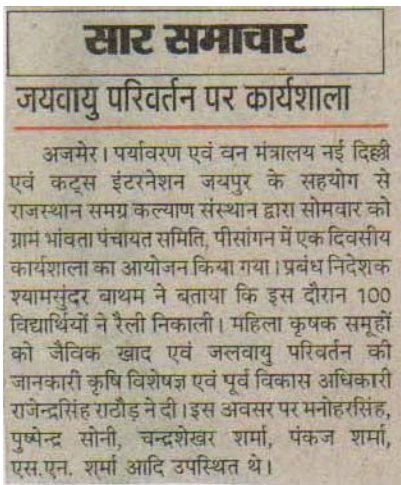 सार समाचार
जयवायु परिवर्तन पर कार्यशाला
अजमेर। पर्यावरण एवं वन मंत्रालय नई दिल्ली
एवं कट्स इंटरनेशन जयपुर के सहयोग से
राजस्थान समग्र कल्याण संस्थान द्वारा सोमवार को
ग्राम भांवता पंचायत समिति, पीसांगन में एक दिवसीय
कार्यशाला का आयोजन किया गया। प्रबंध निदेशक
श्यामसुंदर बाथम ने बताया कि इस दौरान 100
विद्यार्थियों ने रैली निकाली। महिला कृषक समूहों
को जैविक खाद एवं जलवायु परिवर्तन की
जानकारी कृषि विशेषज्ञ एवं पूर्व विकास अधिकारी
राजेन्द्रसिंह राठौड़ ने दी। इस अवसर पर मनोहरसिंह,
पुष्पेन्द्र सोनी, चन्द्रशेखर शर्मा, पंकज शर्मा,
एस.एन. शर्मा आदि उपस्थित थे।